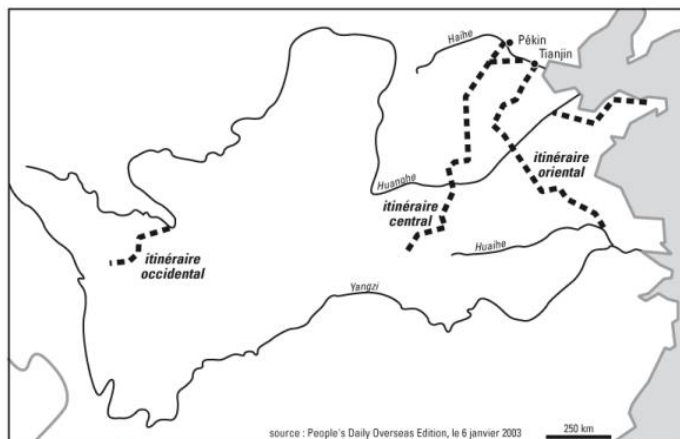 Haihe
Pékin
Tianjin
itinéraire
oriental
Huanghe
itinéraire
central
itinéraire
occidental
Huaihe
Yangzi
source : People's Daily Overseas Edition, le 6 janvier 2003
250 km